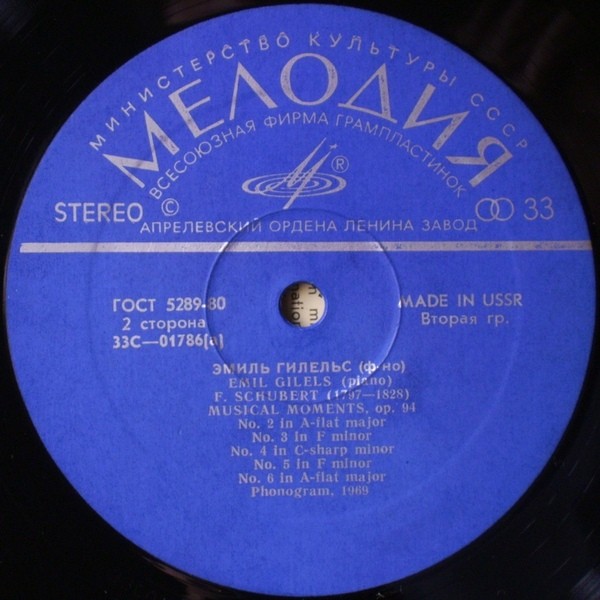 МИНИСТЕРСТВО КУЛЬТУРЫ СССР
МЕЛОДИЯ
ВСЕСОЮЗНАЯ ФИРМА ГРАМПЛАСТИНОК
®
STEREO ©
33
АПРЕЛЕВСКИЙ ОРДЕНА ЛЕНИНА ЗАВОД
ГОСТ 5289-80
MADE IN USSR
2 сторона
Вторая гр.
33С—01786[а]
ЭМИЛЬ ГИЛЕЛЬС (ф-но)
EMIL GILELS (piano)
F. SCHUBERT (1797—1828)
MUSICAL MOMENTS, op. 94
No. 2 in A-flat major
No. 3 in F minor
No. 4 in C-sharp minor
No. 5 in F minor
No. 6 in A-flat major
Phonogram, 1969